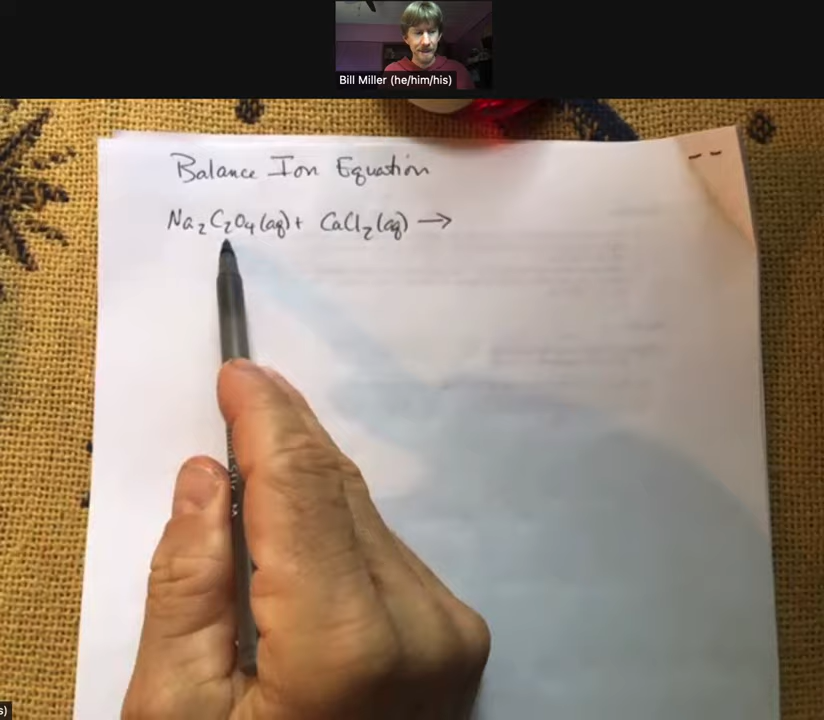 Bill Miller (he/him/his)
Balance Ion Equation
Na₂C₂O₄(aq) + CaCl₂(aq) →
s)